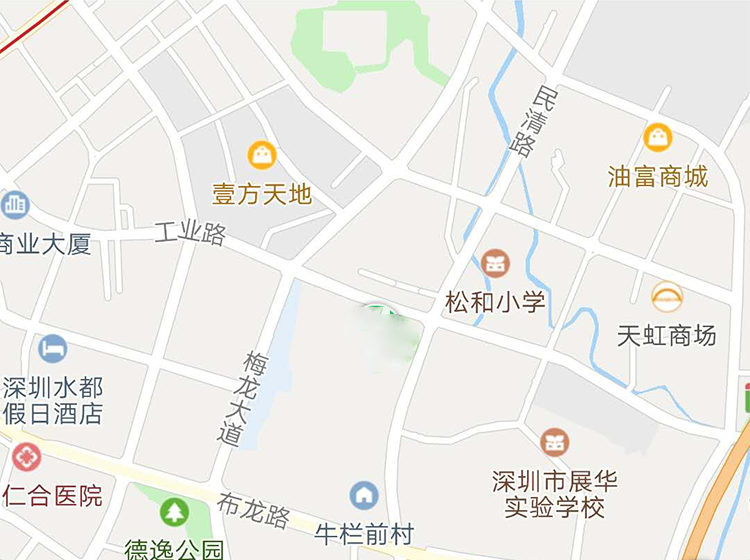 民清路
油富商城
壹方天地
工业路
商业大厦
松和小学
天虹商场
深圳水都
假日酒店
梅龙大道
仁合医院
深圳市展华
实验学校
布龙路
牛栏前村
德逸公园